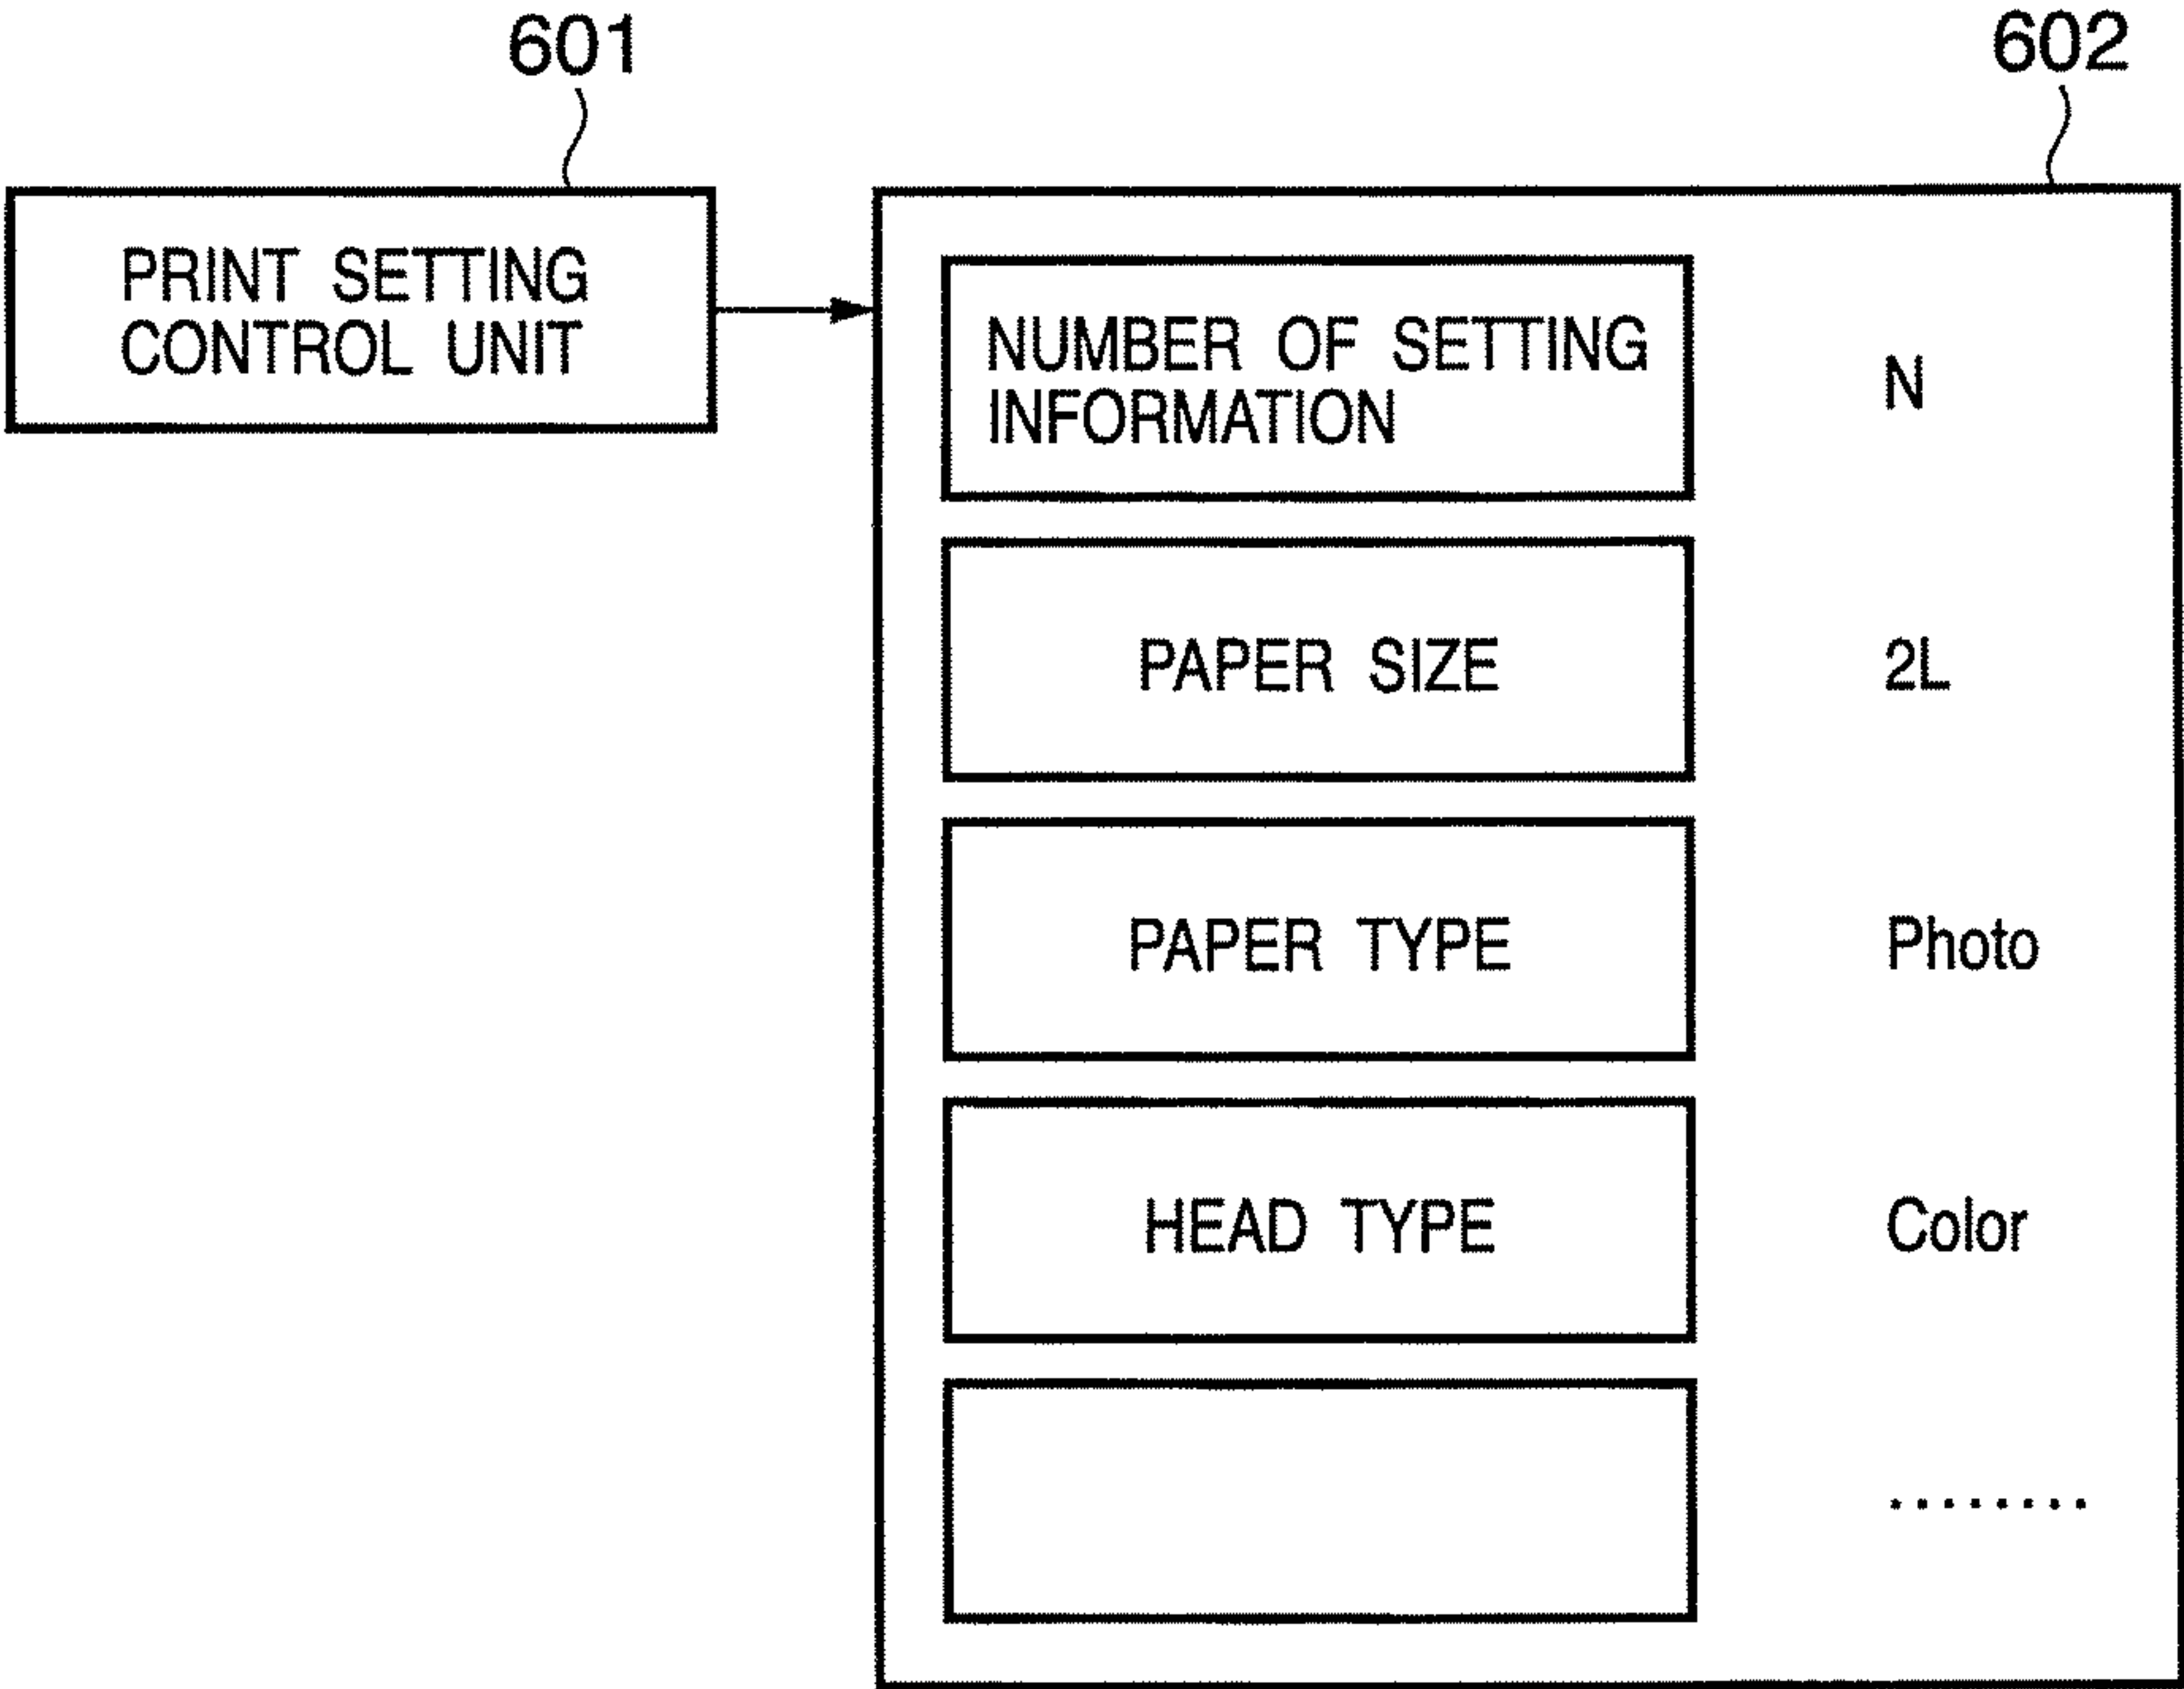 601
602
PRINT SETTING
CONTROL UNIT
NUMBER OF SETTING
INFORMATION
N
PAPER SIZE
2L
PAPER TYPE
Photo
HEAD TYPE
Color
........